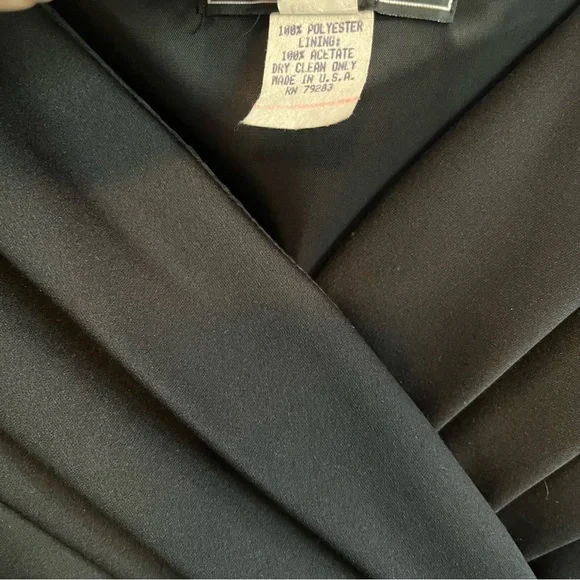 100% POLYESTER
LINING:
100% ACETATE
DRY CLEAN ONLY
MADE IN U.S.A.
RN 79283